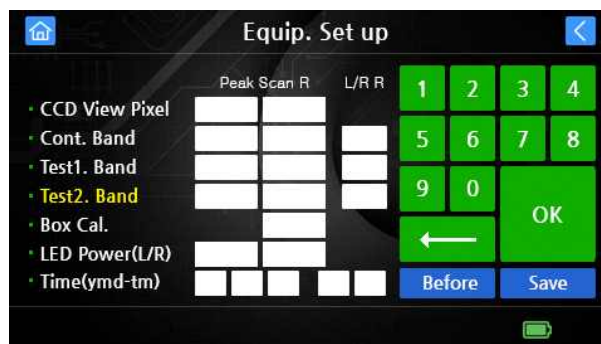 Equip. Set up
Peak Scan R L/R R
· CCD View Pixel
· Cont. Band
· Test1. Band
· Test2. Band
· Box Cal.
· LED Power(L/R)
· Time(ymd-tm)
1 2 3 4
5 6 7 8
9 0
OK
Before Save